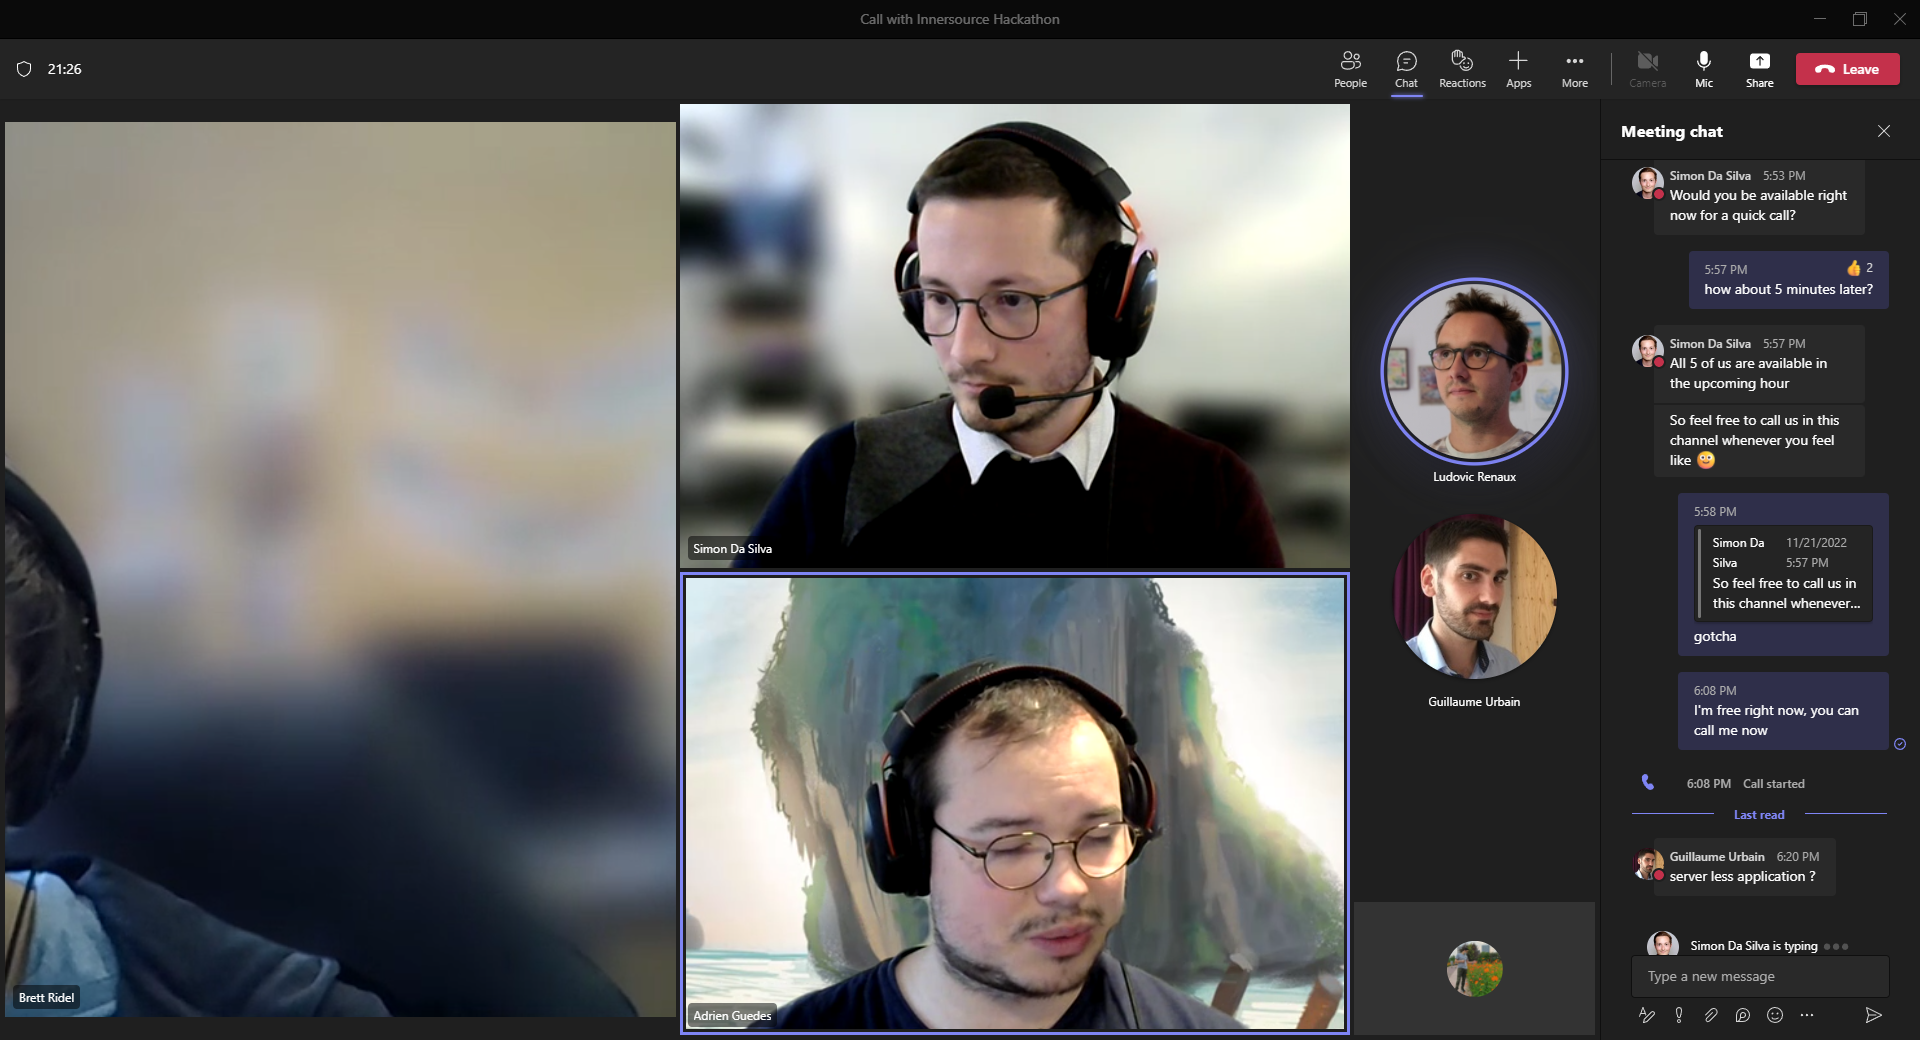 Call with Innersource Hackathon
21:26
People
Chat
Reactions
Apps
More
Camera
Mic
Share
Leave
Brett Ridel
Simon Da Silva
Adrien Guedes
Ludovic Renaux
Guillaume Urbain
Meeting chat
Simon Da Silva 5:53 PM
Would you be available right
now for a quick call?
5:57 PM 2
how about 5 minutes later?
Simon Da Silva 5:57 PM
All 5 of us are available in
the upcoming hour
So feel free to call us in this
channel whenever you feel
like
5:58 PM
Simon Da 11/21/2022
Silva 5:57 PM
So feel free to call us in
this channel whenever...
gotcha
6:08 PM
I'm free right now, you can
call me now
6:08 PM Call started
Last read
Guillaume Urbain 6:20 PM
server less application ?
Simon Da Silva is typing
Type a new message